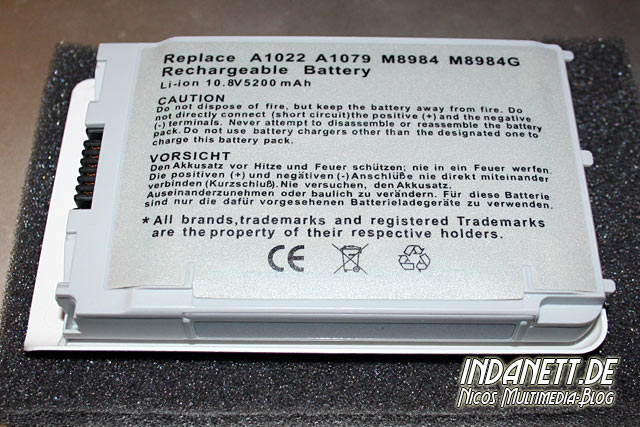 Replace A1022 A1079 M8984 M8984G
Rechargeable Battery
Li-ion 10.8V5200 mAh
CAUTION
Do not dispose of fire, but keep the battery away from fire. Do
not directly connect (short circuit)the positive (+) and the negative
(-) terminals. Never attempt to disassemble or reassemble the battery
pack. Do not use battery chargers other than the designated one to
charge this battery pack.
VORSICHT
Den Akkusatz vor Hitze und Feuer schützen; nie in ein Feuer werfen.
Die positiven (+) und negätiven (-) Anschlüße nie direkt miteinander
verbinden (Kurzschluß). Nie versuchen, den Akkusatz.
Auseinanderzunehmen oder baulich zu verändern. Für diese Batterie
sind nur die dafür vorgesehenen Batterieladegeräte zu verwenden.
* All brands,trademarks and registered Trademarks
are the property of their respective holders.
CE
INDANETT.DE
Nicos Multimedia-Blog